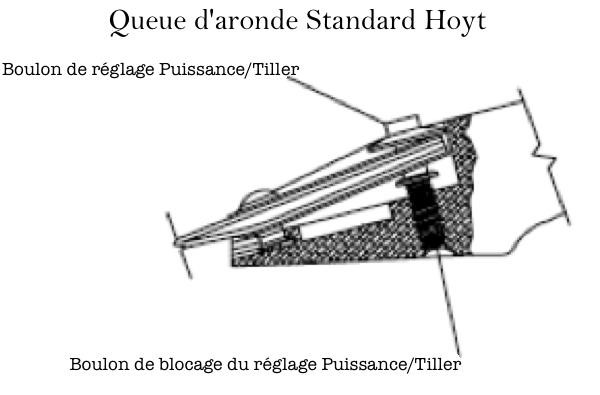 Queue d'aronde Standard Hoyt
Boulon de réglage Puissance/Tiller
Boulon de blocage du réglage Puissance/Tiller